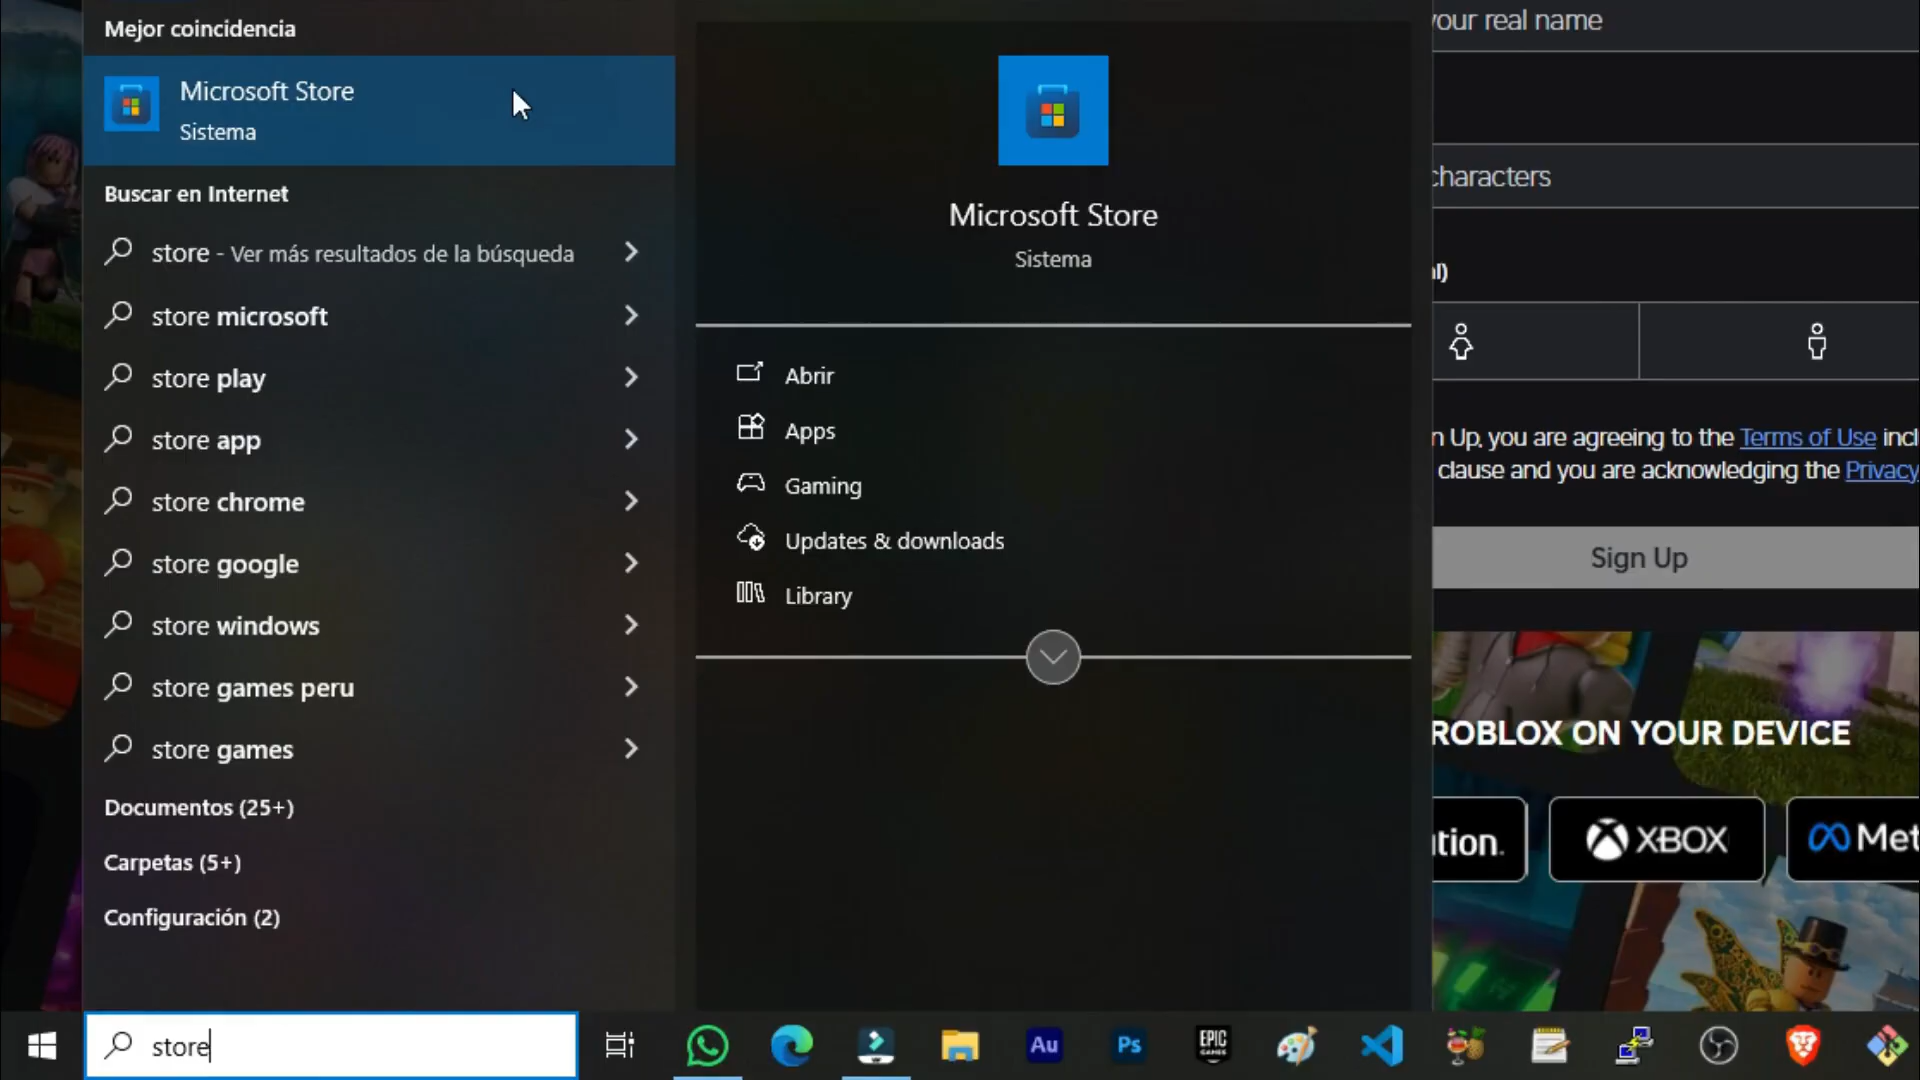 Mejor coincidencia
Microsoft Store
Sistema
Buscar en Internet
store - Ver más resultados de la búsqueda
store microsoft
store play
store app
store chrome
store google
store windows
store games peru
store games
Documentos (25+)
Carpetas (5+)
Configuración (2)
store
Microsoft Store
Sistema
Abrir
Apps
Gaming
Updates & downloads
Library
your real name
characters
al)
n Up, you are agreeing to the Terms of Use incl
clause and you are acknowledging the Privacy
Sign Up
ROBLOX ON YOUR DEVICE
ation.
XBOX
Met
Au
Ps
EPIC
GAMES